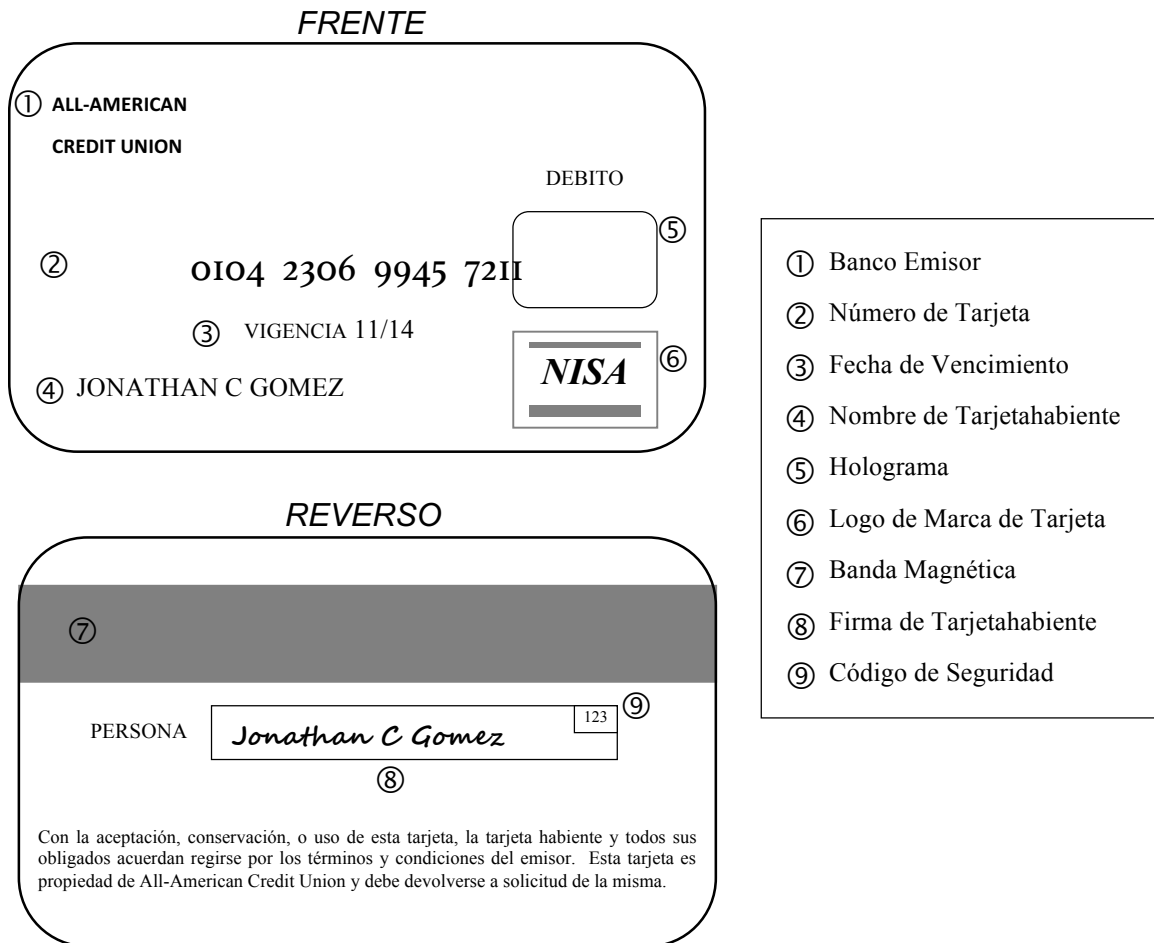 FRENTE
① ALL-AMERICAN
CREDIT UNION
DEBITO
⑤
② 0104 2306 9945 7211
③ VIGENCIA 11/14
④ JONATHAN C GOMEZ
NISA ⑥
REVERSO
⑦
PERSONA Jonathan C Gomez 123 ⑨
⑧
Con la aceptación, conservación, o uso de esta tarjeta, la tarjeta habiente y todos sus
obligados acuerdan regirse por los términos y condiciones del emisor. Esta tarjeta es
propiedad de All-American Credit Union y debe devolverse a solicitud de la misma.
① Banco Emisor
② Número de Tarjeta
③ Fecha de Vencimiento
④ Nombre de Tarjetahabiente
⑤ Holograma
⑥ Logo de Marca de Tarjeta
⑦ Banda Magnética
⑧ Firma de Tarjetahabiente
⑨ Código de Seguridad